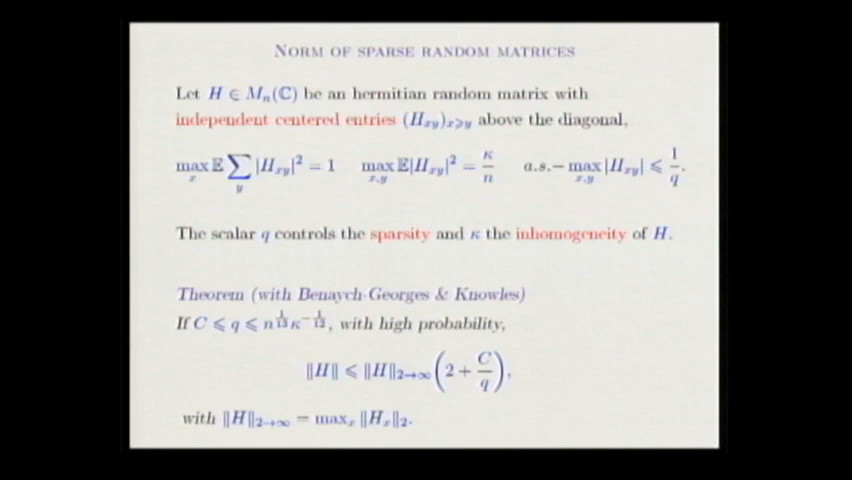 NORM OF SPARSE RANDOM MATRICES
Let H ∈ Mₙ(ℂ) be an hermitian random matrix with
independent centered entries (H_{xy})_{x⩾y} above the diagonal,
max_x 𝔼 ∑_y |H_{xy}|² = 1   max_{x,y} 𝔼|H_{xy}|² = κ/n   a.s.− max_{x,y} |H_{xy}| ⩽ 1/q.
The scalar q controls the sparsity and κ the inhomogeneity of H.
Theorem (with Benaych-Georges & Knowles)
If C ⩽ q ⩽ n^{1/13} κ^{−1/12}, with high probability,
‖H‖ ⩽ ‖H‖_{2→∞} (2 + C/q),
with ‖H‖_{2→∞} = max_x ‖H_x‖₂.